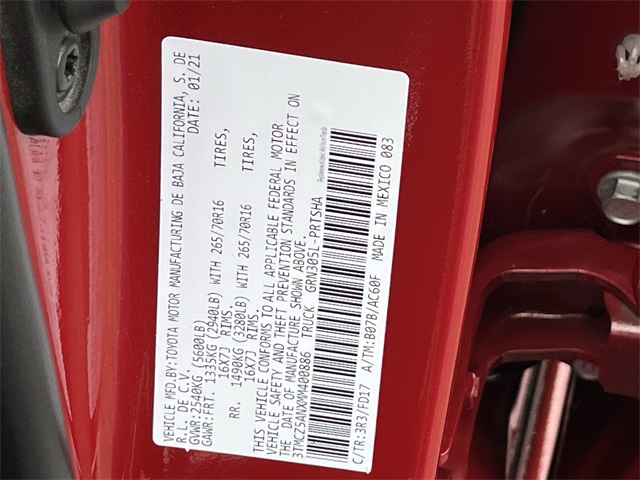 VEHICLE MFD.BY:TOYOTA MOTOR MANUFACTURING DE BAJA CALIFORNIA, S. DE
R.L. DE C.V. DATE: 01/21
GVWR:2540KG (5600LB)
GAWR:FRT. 1335KG (2940LB) WITH 265/70R16 TIRES,
16X7J RIMS.
RR. 1490KG (3280LB) WITH 265/70R16 TIRES,
16X7J RIMS.
THIS VEHICLE CONFORMS TO ALL APPLICABLE FEDERAL MOTOR
VEHICLE SAFETY AND THEFT PREVENTION STANDARDS IN EFFECT ON
THE DATE OF MANUFACTURE SHOWN ABOVE.
3TMCZ5ANXMM400886 TRUCK GRN305L-PRTSHA
C/TR:3R3/FD17 A/TM:B07B/AC60F MADE IN MEXICO 083